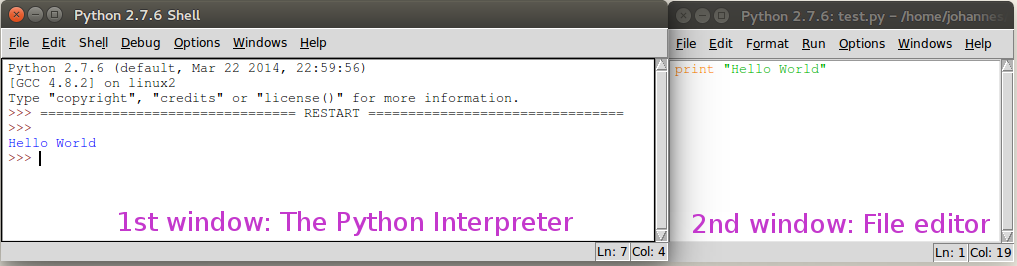 Python 2.7.6 Shell
File Edit Shell Debug Options Windows Help
Python 2.7.6 (default, Mar 22 2014, 22:59:56)
[GCC 4.8.2] on linux2
Type "copyright", "credits" or "license()" for more information.
>>> ================================ RESTART ================================
>>>
Hello World
>>>
1st window: The Python Interpreter
Ln: 7 Col: 4
Python 2.7.6: test.py - /home/johannes
File Edit Format Run Options Windows Help
print "Hello World"
2nd window: File editor
Ln: 1 Col: 19